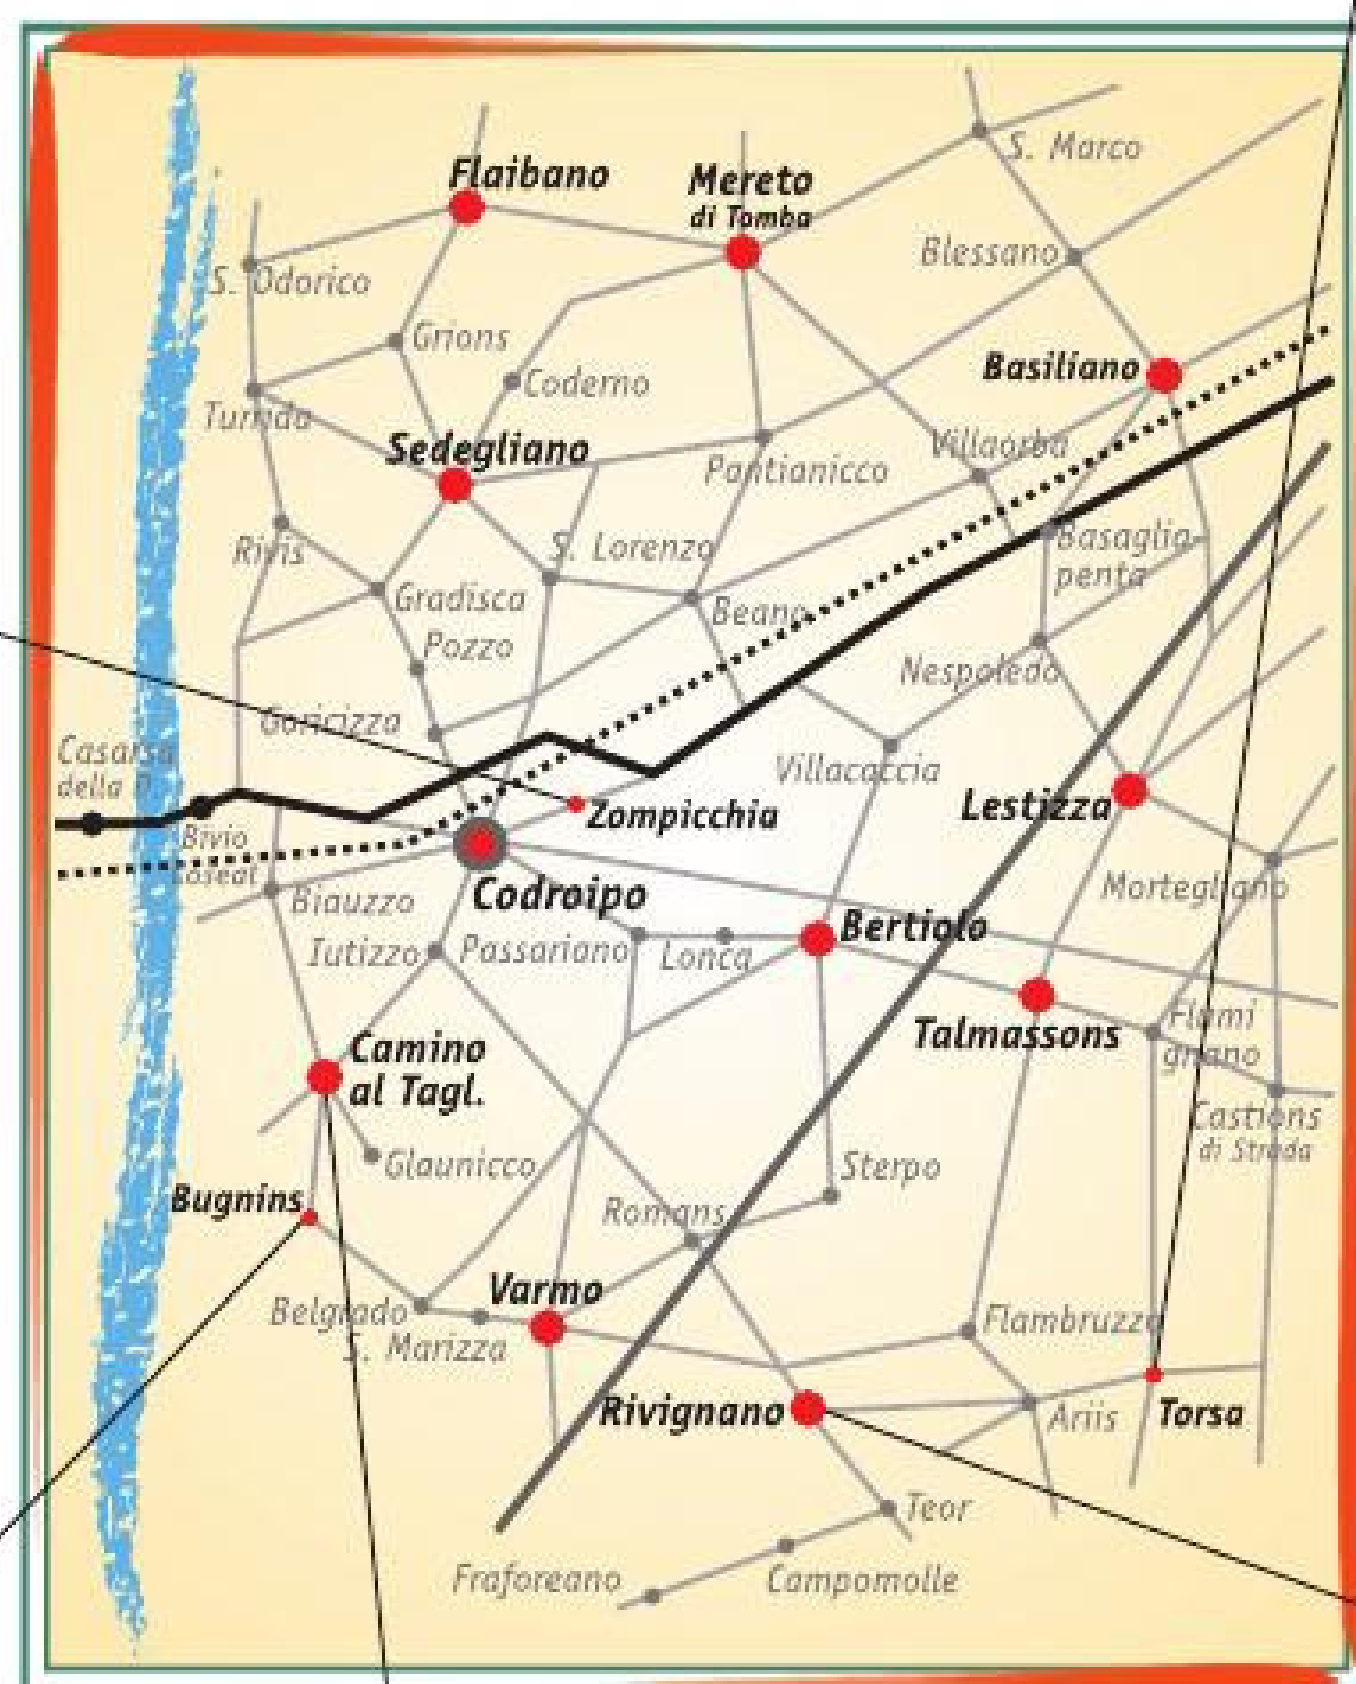 S. Marco
Flaibano
Mereto
di Tomba
Blessano
S. Odorico
Grions
Basiliano
Coderno
Turrida
Sedegliano
Villaorba
Pantianicco
Rivis
S. Lorenzo
Basaglia
penta
Gradisca
Beano
Pozzo
Nespoledo
Goricizza
Casarsa
della D.
Villacaccia
Lestizza
Zompicchia
Bivio
Coseat
Codroipo
Mortegliano
Biauzzo
Bertiolo
Iutizzo
Passariano
Lonca
Flami
gnano
Talmassons
Camino
al Tagl.
Castions
di Strada
Glaunicco
Sterpo
Bugnins
Romans
Varmo
Belgrado
S. Marizza
Flambruzzo
Rivignano
Ariis
Torsa
Teor
Fraforeano
Campomolle